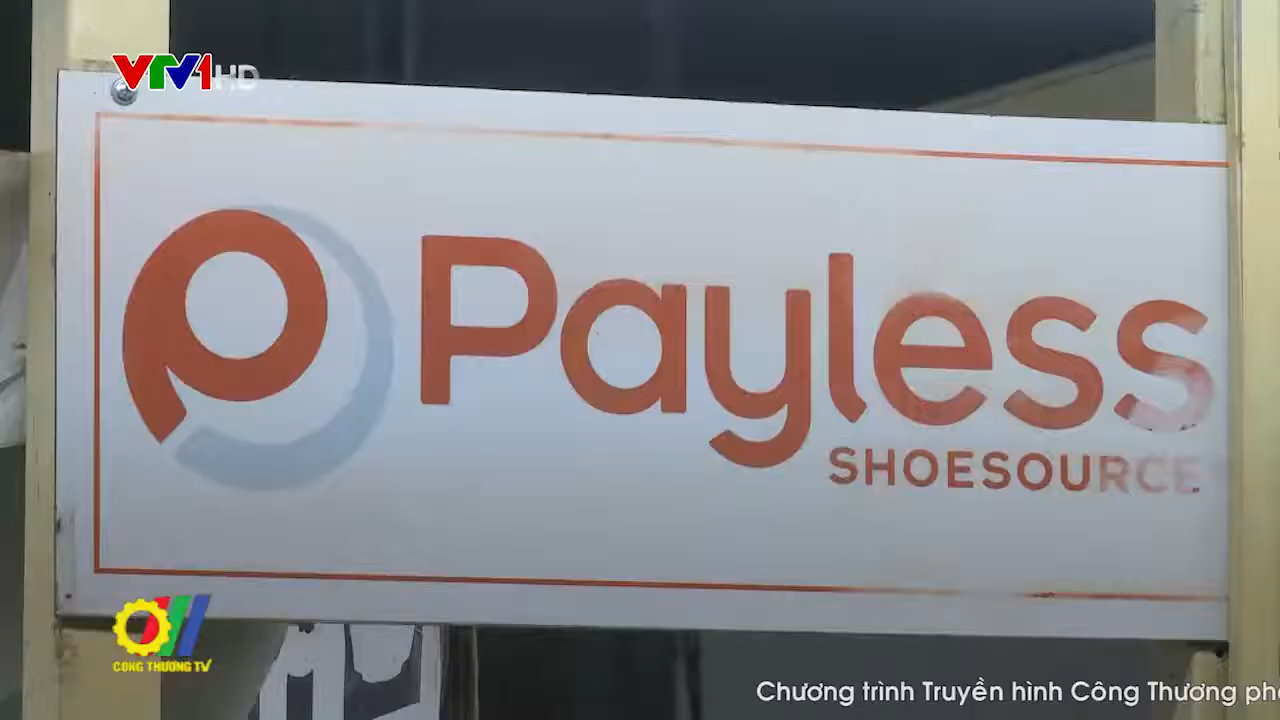 VTV1 HD
Payless
SHOESOURCE
CÔNG THƯƠNG TV
Chương trình Truyền hình Công Thương